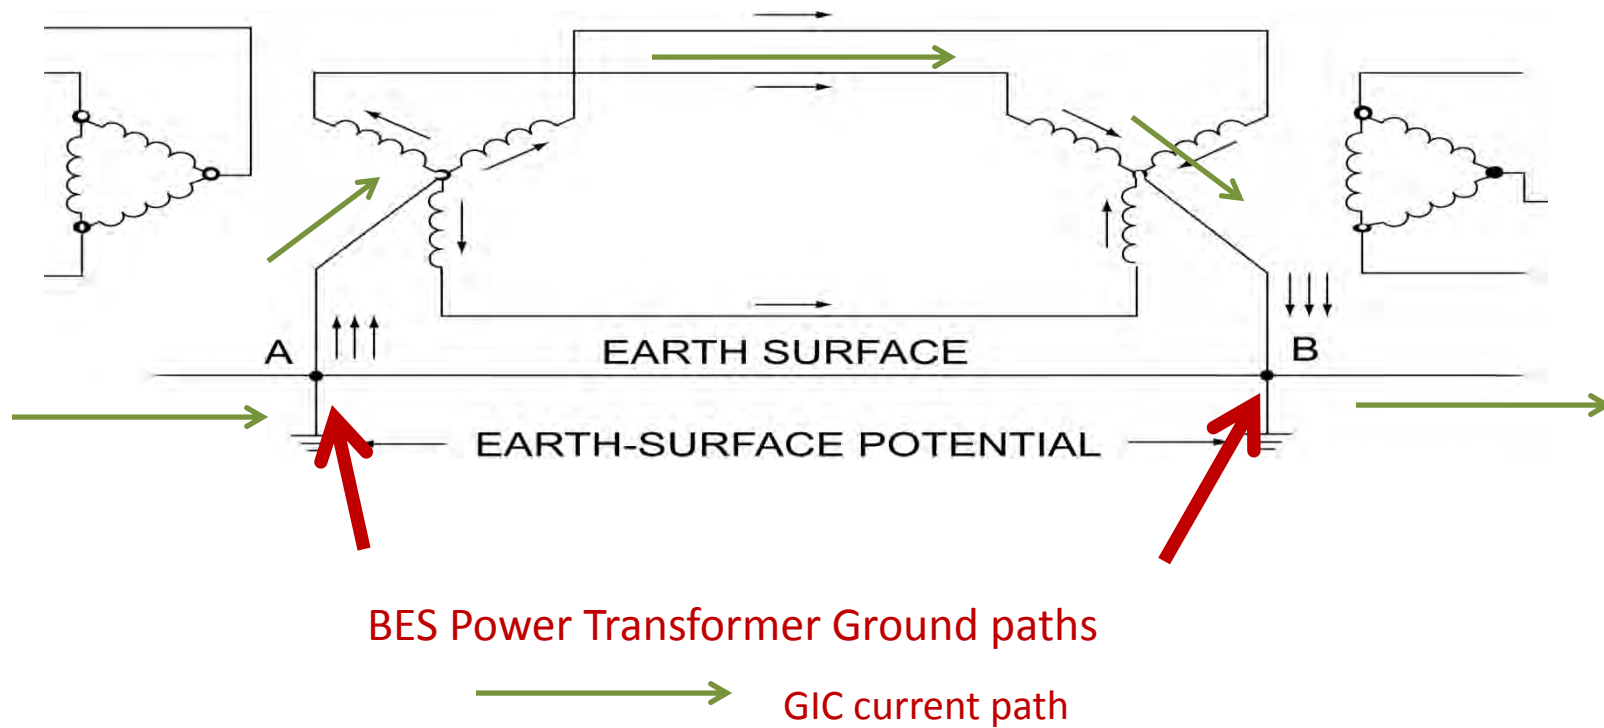 A
EARTH SURFACE
B
EARTH-SURFACE POTENTIAL
BES Power Transformer Ground paths
GIC current path